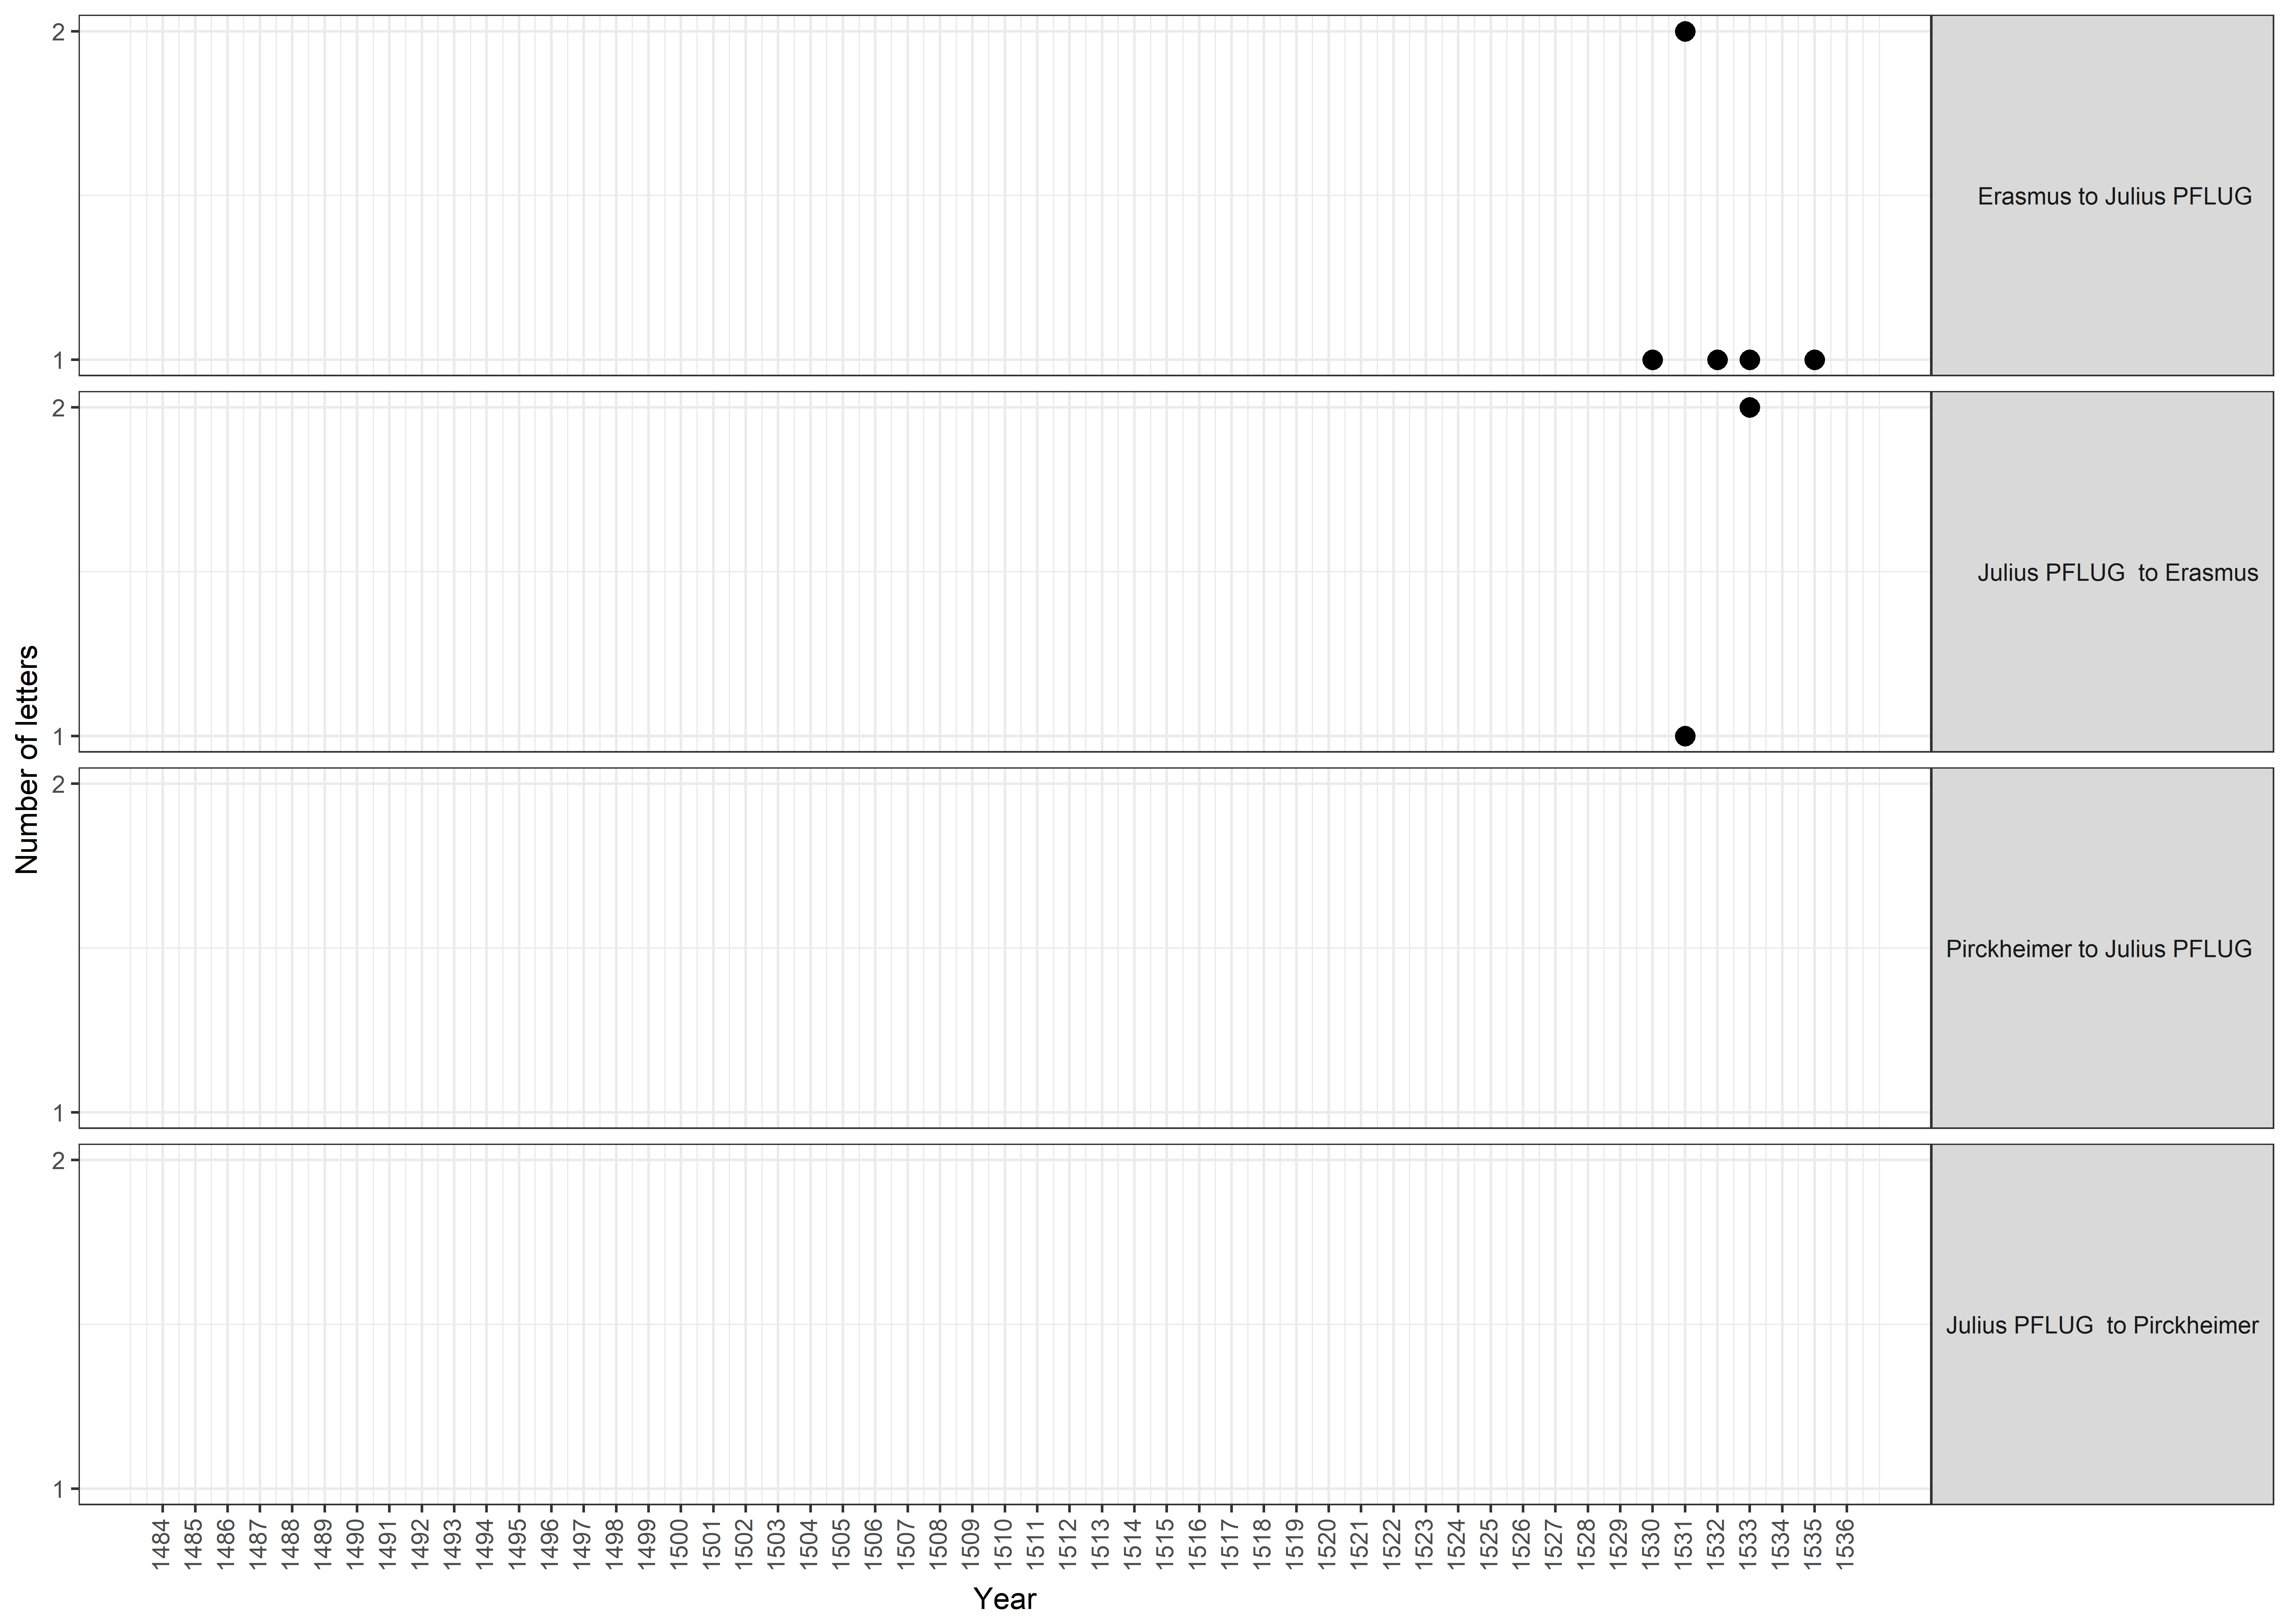 2
1
Erasmus to Julius PFLUG
2
1
Julius PFLUG  to Erasmus
2
1
Pirckheimer to Julius PFLUG
2
1
Julius PFLUG  to Pirckheimer
Number of letters
1484 1485 1486 1487 1488 1489 1490 1491 1492 1493 1494 1495 1496 1497 1498 1499 1500 1501 1502 1503 1504 1505 1506 1507 1508 1509 1510 1511 1512 1513 1514 1515 1516 1517 1518 1519 1520 1521 1522 1523 1524 1525 1526 1527 1528 1529 1530 1531 1532 1533 1534 1535 1536
Year